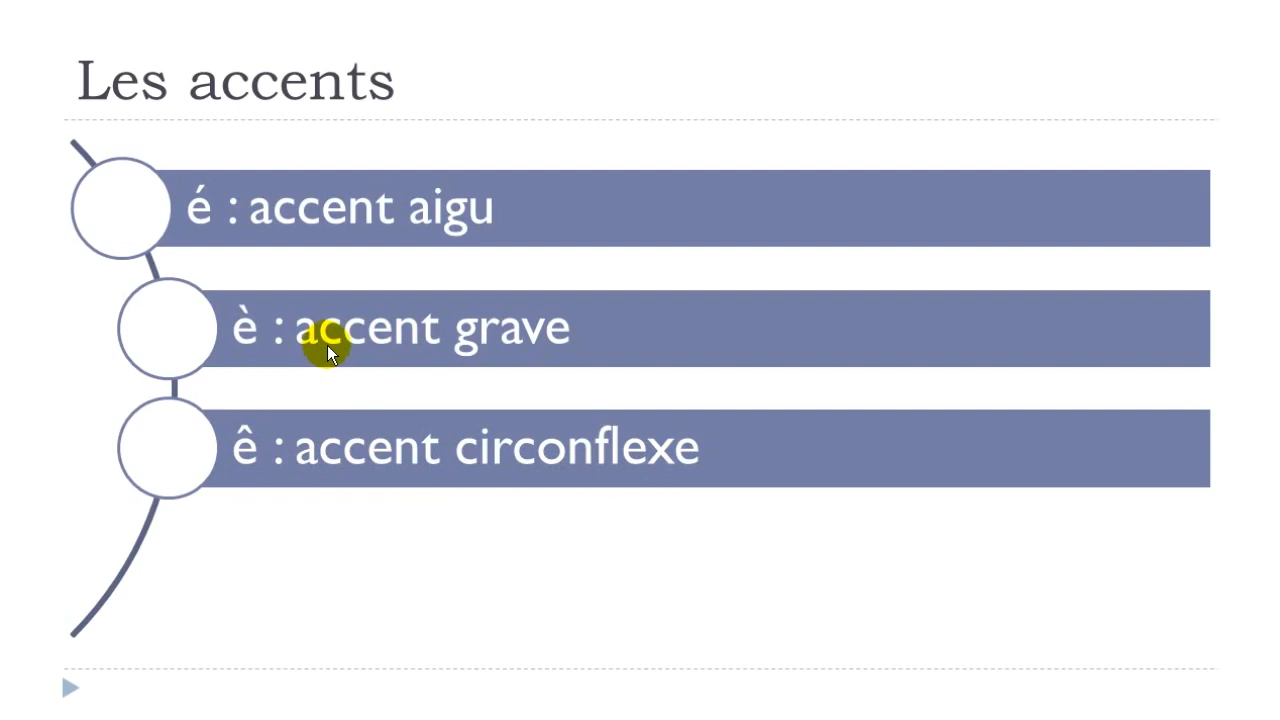 Les accents
é : accent aigu
è : accent grave
ê : accent circonflexe